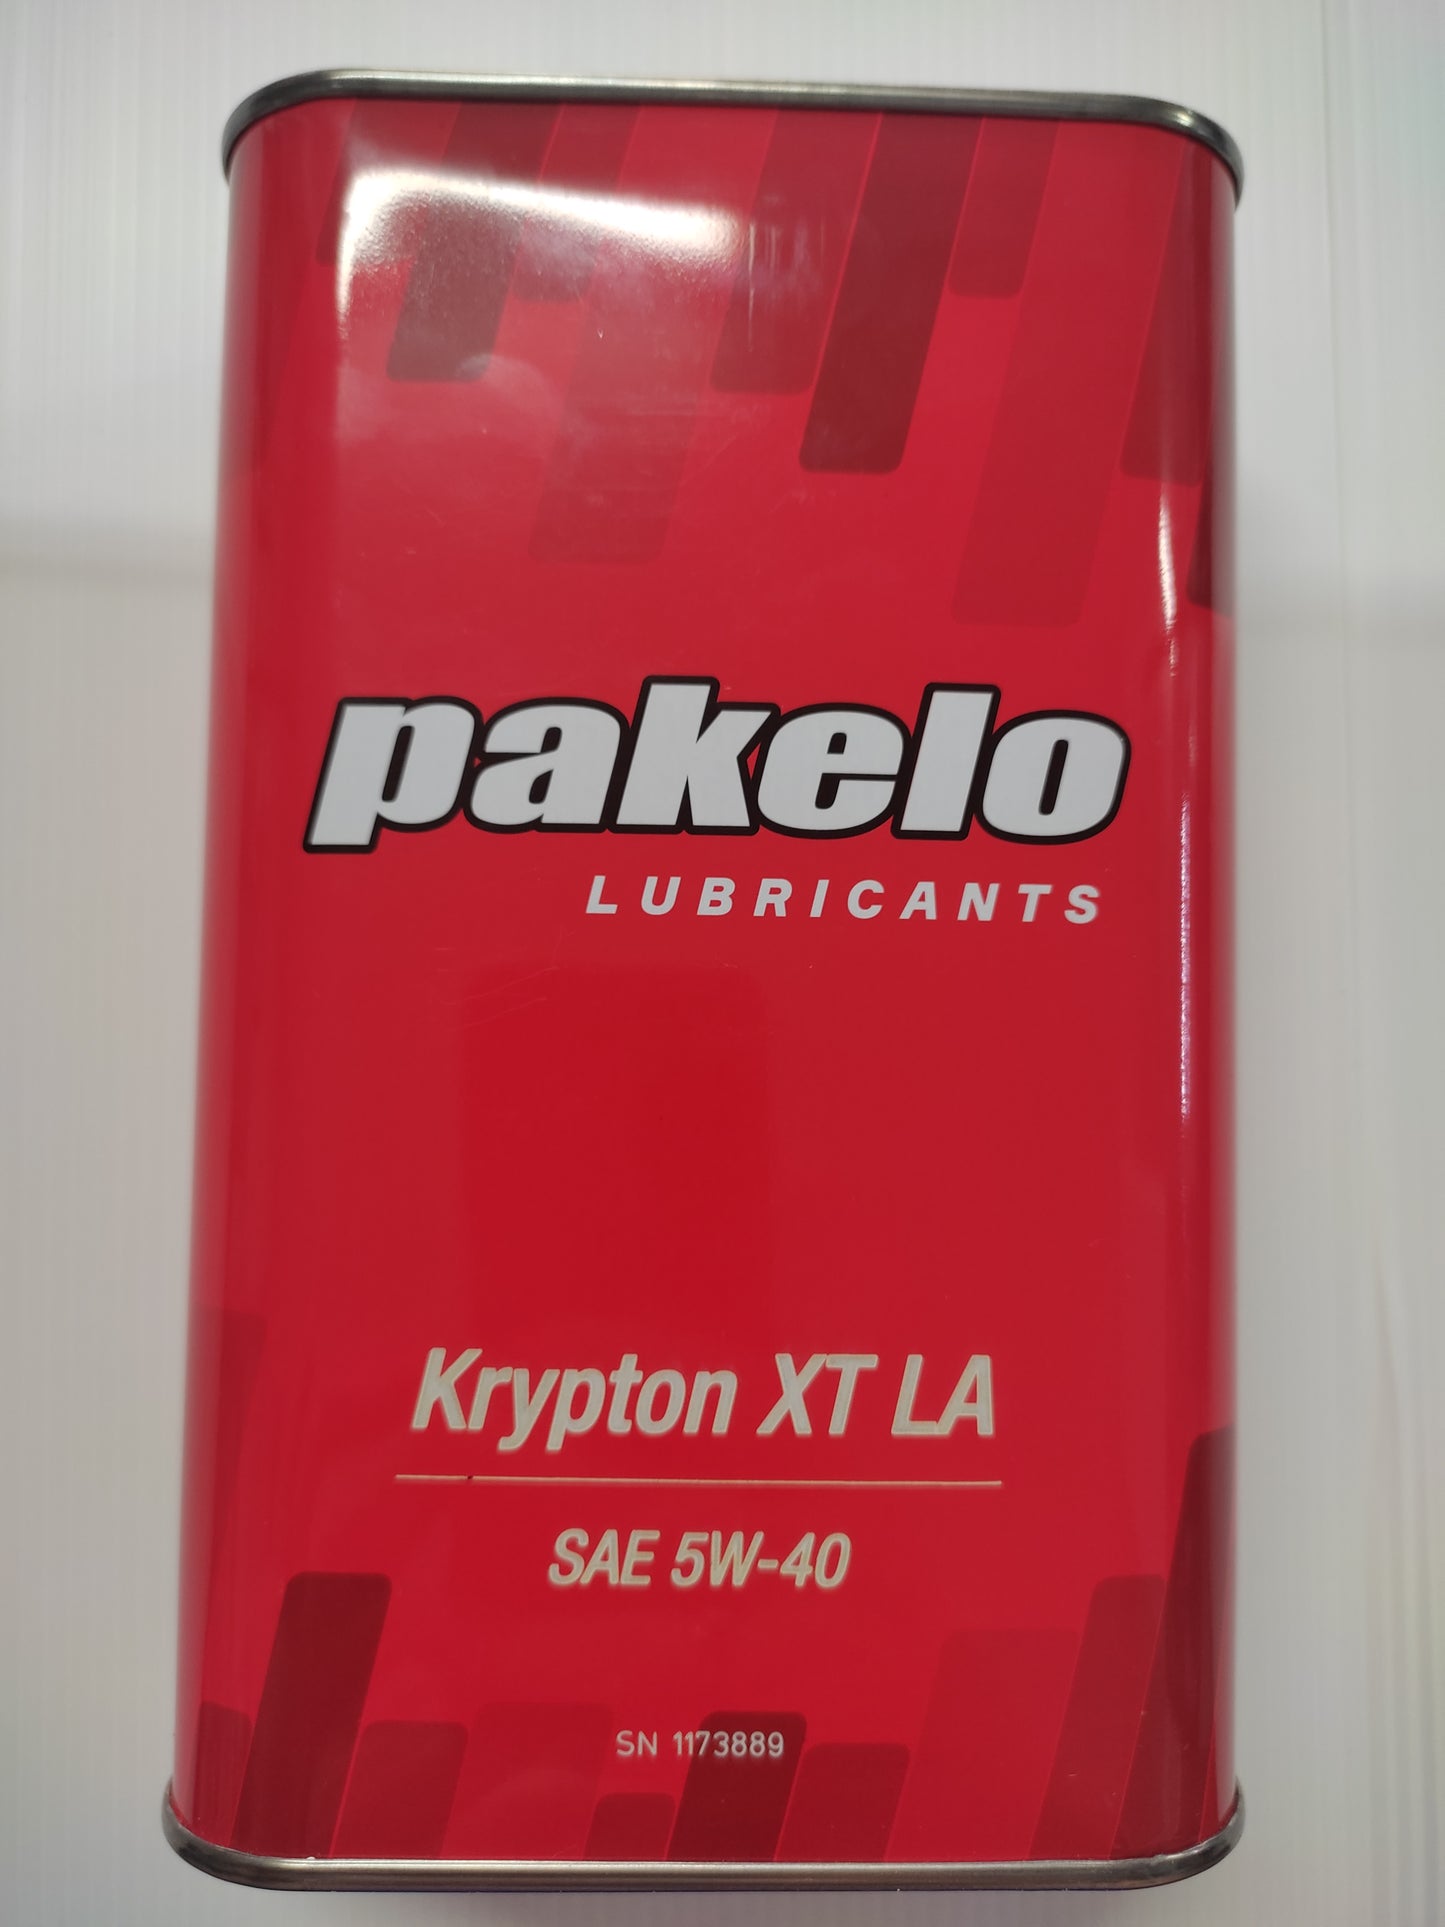 pakelo
LUBRICANTS
Krypton XT LA
SAE 5W-40
SN 1173889